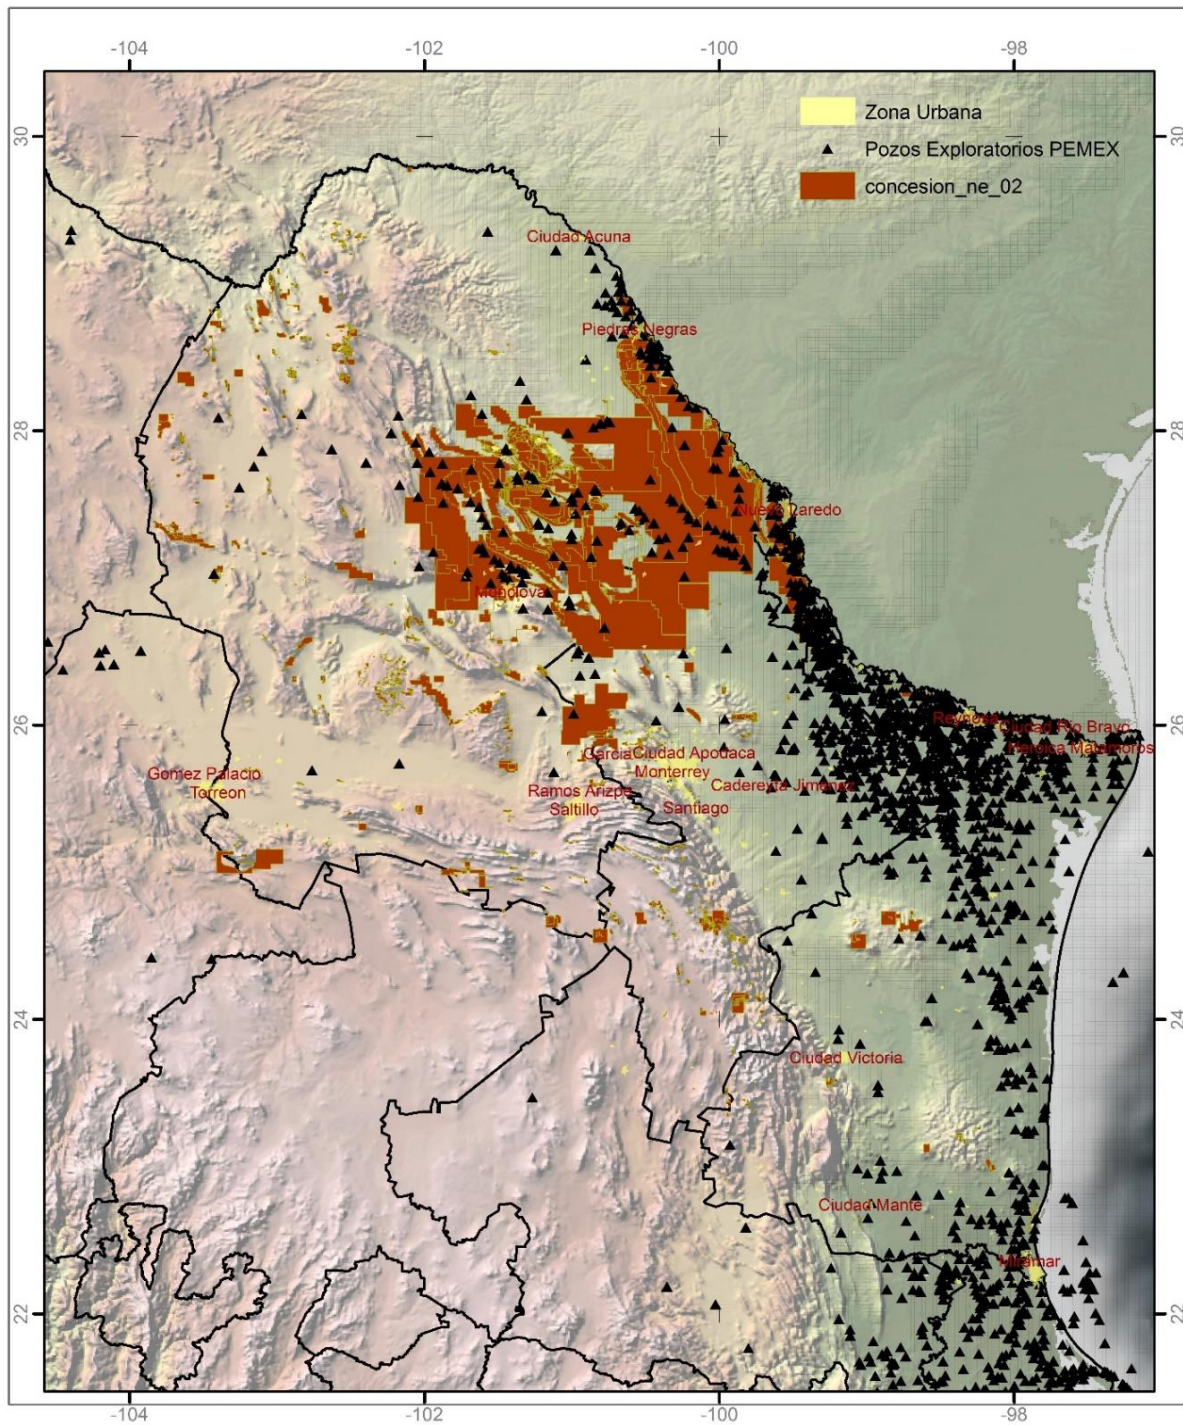 -104
-102
-100
-98
30
30
Zona Urbana
Pozos Exploratorios PEMEX
concesion_ne_02
Ciudad Acuna
Piedras Negras
28
28
Nuevo Laredo
Monclova
26
26
Reynosa
Ciudad Rio Bravo
Heroica Matamoros
Garcia
Ciudad Apodaca
Monterrey
Gomez Palacio
Torreon
Ramos Arizpe
Saltillo
Cadereyta Jimenez
Santiago
24
24
Ciudad Victoria
Ciudad Mante
Miramar
22
22
-104
-102
-100
-98